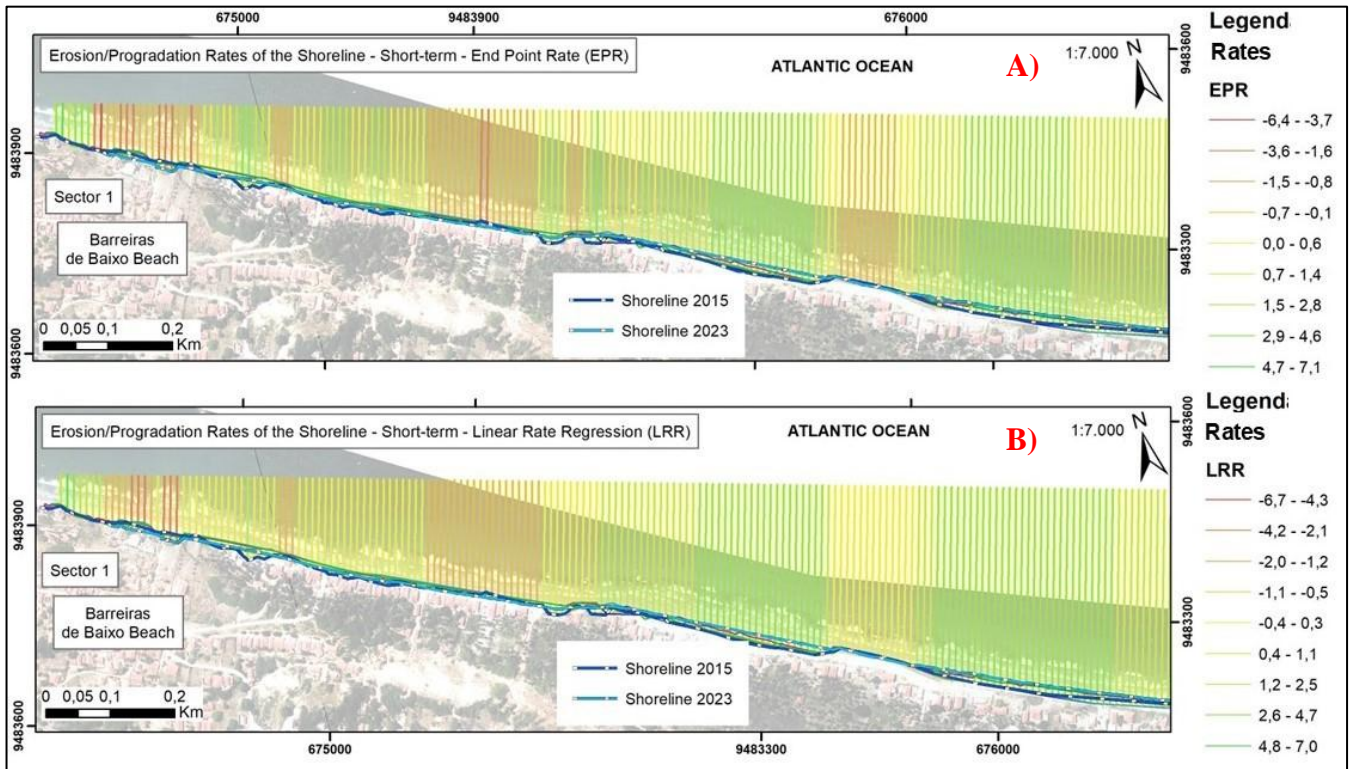 675000
9483900
676000
Erosion/Progradation Rates of the Shoreline - Short-term - End Point Rate (EPR)
ATLANTIC OCEAN
A)
1:7.000
N
9483600
9483900
9483300
Sector 1
Barreiras
de Baixo Beach
Shoreline 2015
Shoreline 2023
0 0,05 0,1 0,2
Km
9483600
Legend
Rates
EPR
-6,4 - -3,7
-3,6 - -1,6
-1,5 - -0,8
-0,7 - -0,1
0,0 - 0,6
0,7 - 1,4
1,5 - 2,8
2,9 - 4,6
4,7 - 7,1
Erosion/Progradation Rates of the Shoreline - Short-term - Linear Rate Regression (LRR)
ATLANTIC OCEAN
B)
1:7.000
N
9483600
9483900
9483300
Sector 1
Barreiras
de Baixo Beach
Shoreline 2015
Shoreline 2023
0 0,05 0,1 0,2
Km
9483600
675000
9483300
676000
Legend
Rates
LRR
-6,7 - -4,3
-4,2 - -2,1
-2,0 - -1,2
-1,1 - -0,5
-0,4 - 0,3
0,4 - 1,1
1,2 - 2,5
2,6 - 4,7
4,8 - 7,0